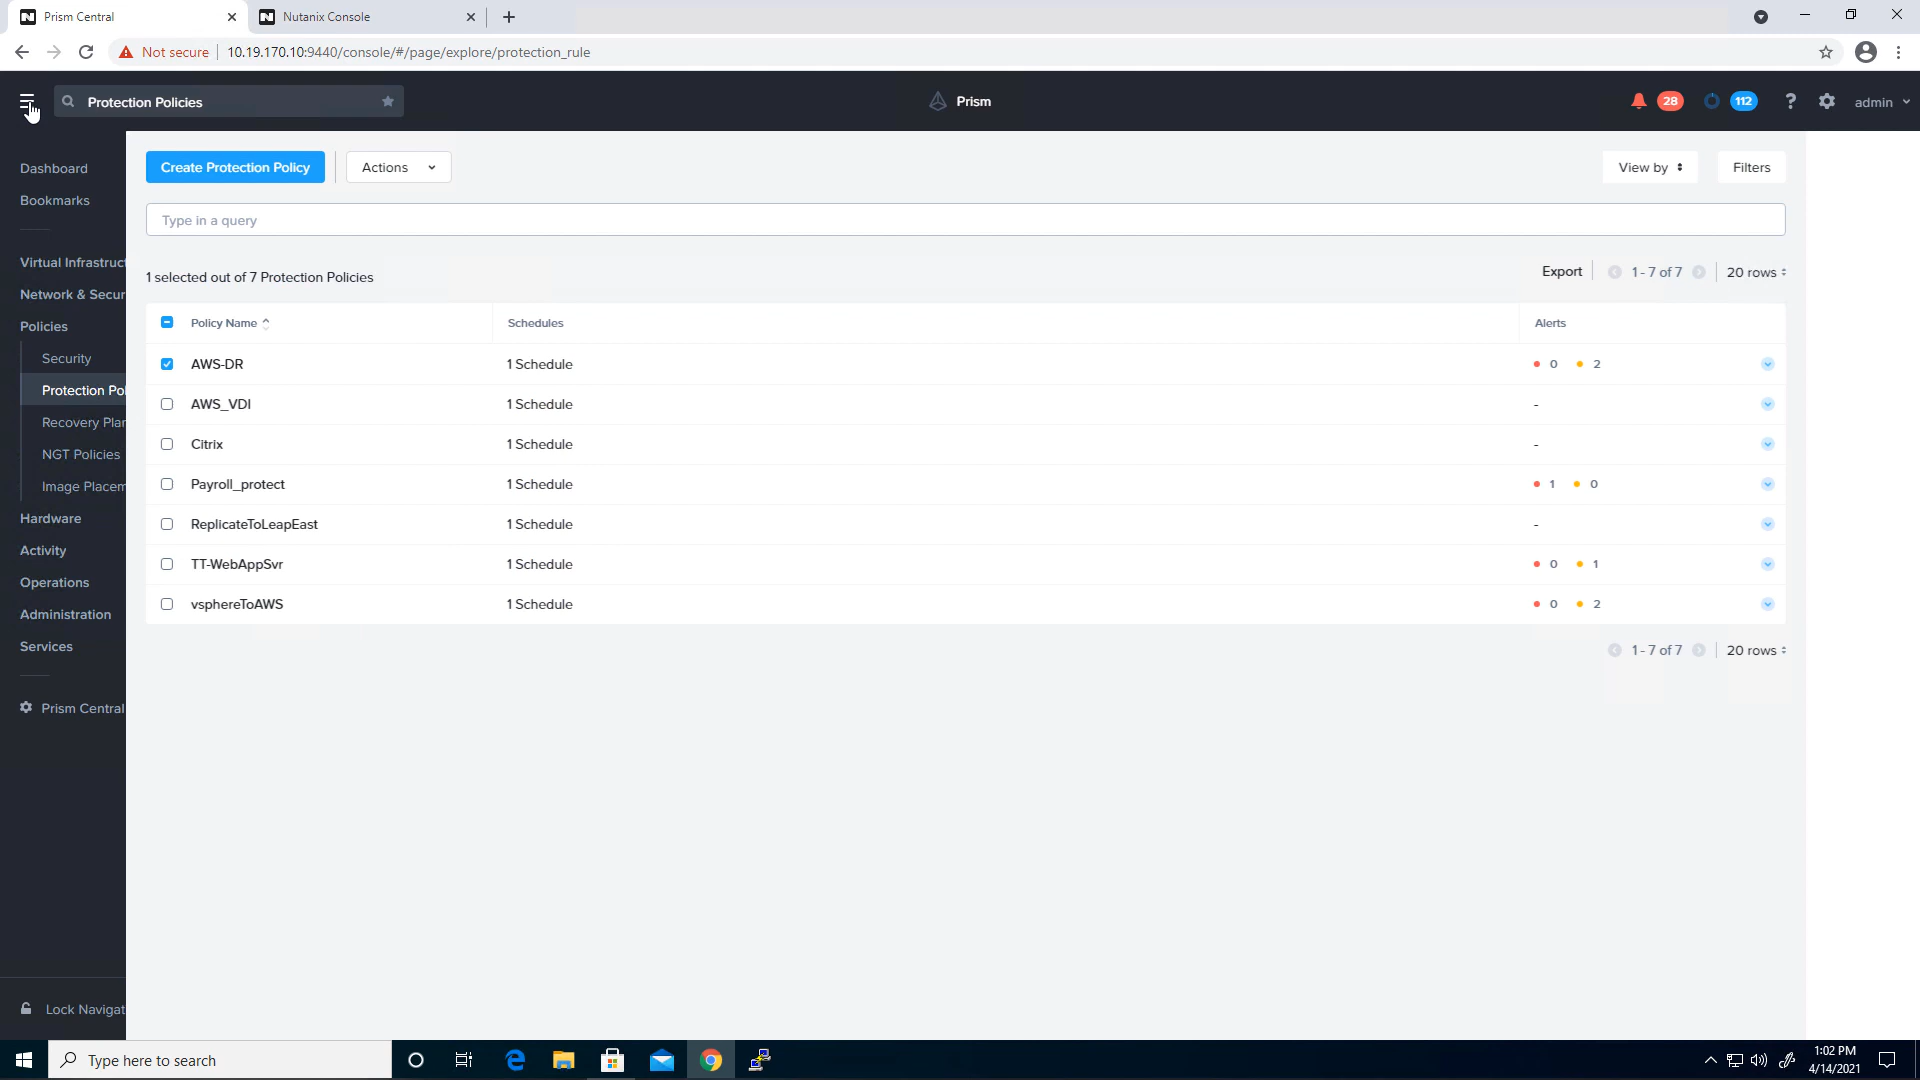 Prism Central
Nutanix Console
Not secure
10.19.170.10:9440/console/#/page/explore/protection_rule
Protection Policies
Prism
28
112
?
admin
Dashboard
Bookmarks
Virtual Infrastruct
Network & Secur
Policies
Security
Protection Pol
Recovery Plan
NGT Policies
Image Placem
Hardware
Activity
Operations
Administration
Services
Prism Central
Lock Navigat
Create Protection Policy
Actions
View by
Filters
Type in a query
1 selected out of 7 Protection Policies
Export
1 - 7 of 7
20 rows
Policy Name Schedules Alerts
AWS-DR 1 Schedule 0 2
AWS_VDI 1 Schedule -
Citrix 1 Schedule -
Payroll_protect 1 Schedule 1 0
ReplicateToLeapEast 1 Schedule -
TT-WebAppSvr 1 Schedule 0 1
vsphereToAWS 1 Schedule 0 2
1 - 7 of 7
20 rows
Type here to search
1:02 PM
4/14/2021